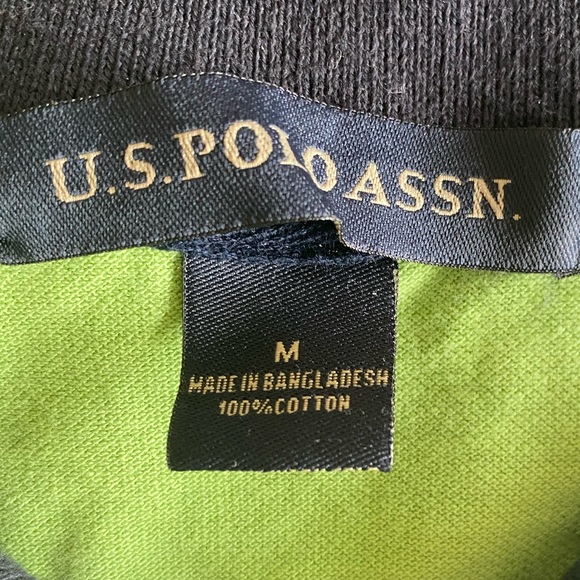 U.S. POLO ASSN.
M
MADE IN BANGLADESH
100% COTTON